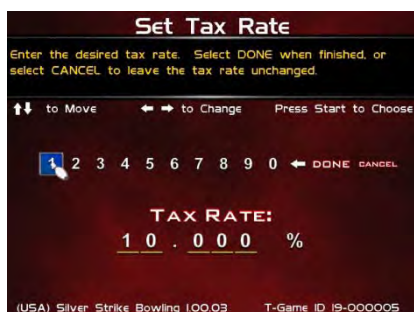 Set Tax Rate
Enter the desired tax rate. Select DONE when finished, or
select CANCEL to leave the tax rate unchanged.
↑↓ to Move ← → to Change Press Start to Choose
1 2 3 4 5 6 7 8 9 0 ← DONE CANCEL
TAX RATE:
10.000 %
(USA) Silver Strike Bowling 1.00.03 T-Game ID 19-000005